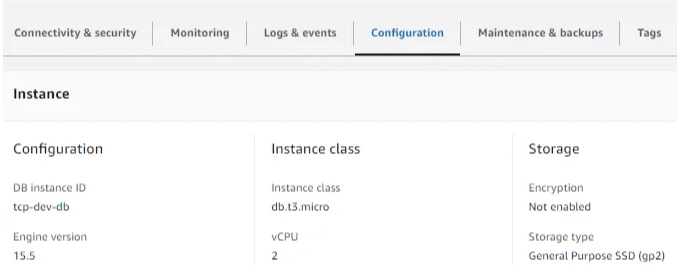 Connectivity & security
Monitoring
Logs & events
Configuration
Maintenance & backups
Tags
Instance
Configuration
DB instance ID
tcp-dev-db
Engine version
15.5
Instance class
Instance class
db.t3.micro
vCPU
2
Storage
Encryption
Not enabled
Storage type
General Purpose SSD (gp2)